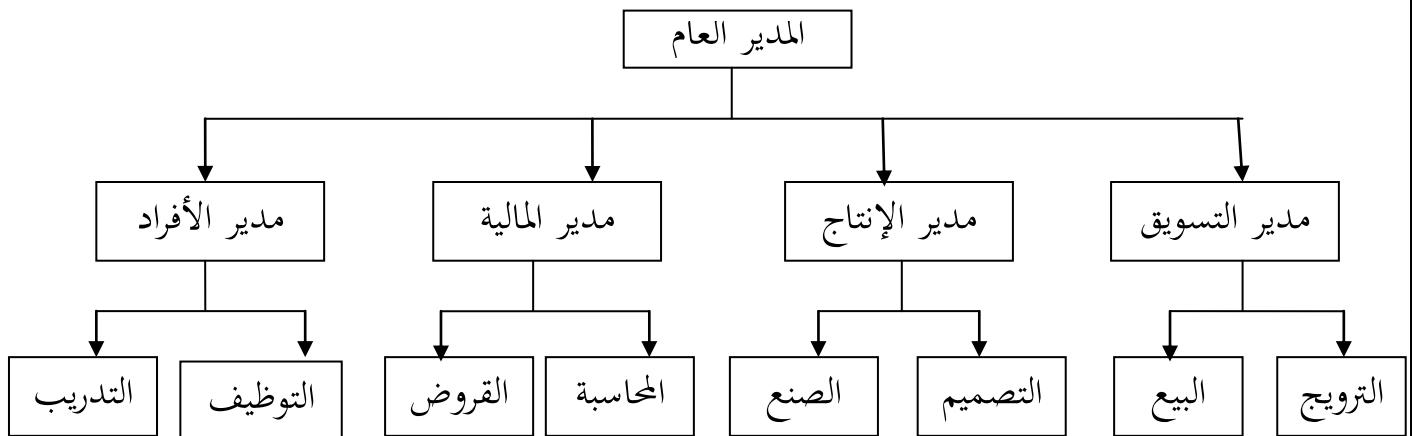 المدير العام
مدير التسويق
مدير الإنتاج
مدير المالية
مدير الأفراد
الترويج
البيع
التصميم
الصنع
المحاسبة
القروض
التوظيف
التدريب